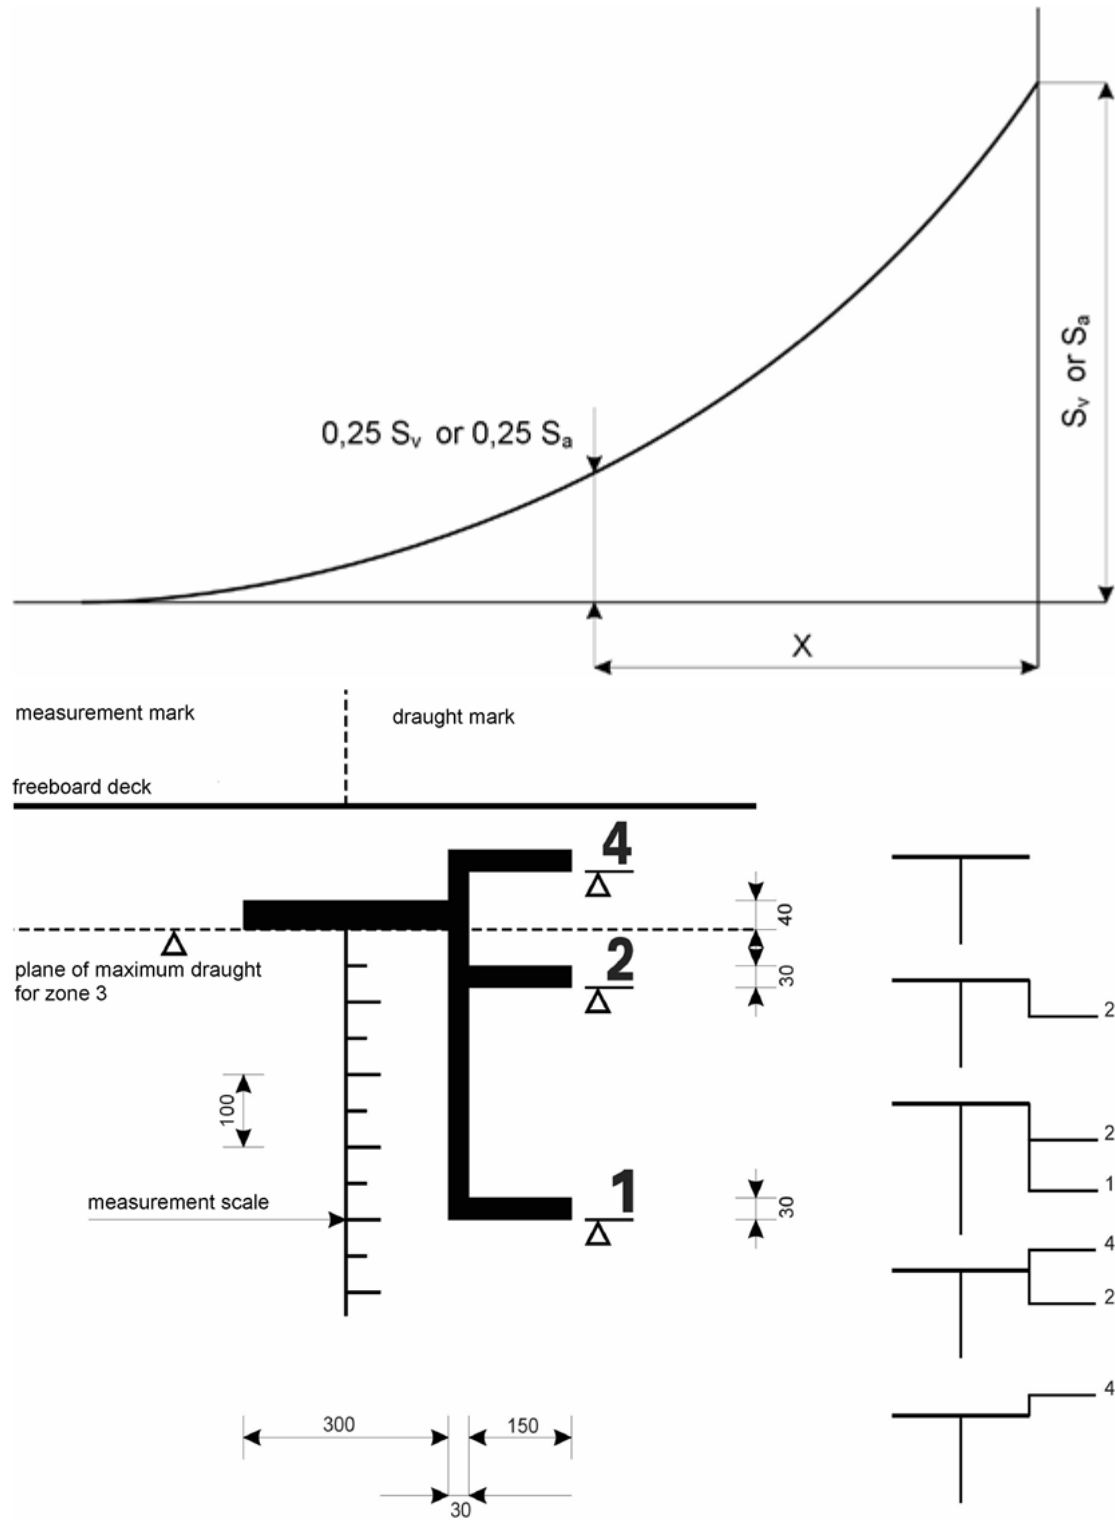 0,25 Sᵥ or 0,25 Sₐ
Sᵥ or Sₐ
X
measurement mark
draught mark
freeboard deck
4
40
plane of maximum draught
for zone 3
2
30
100
measurement scale
1
30
300
150
30
2
2
1
4
2
4